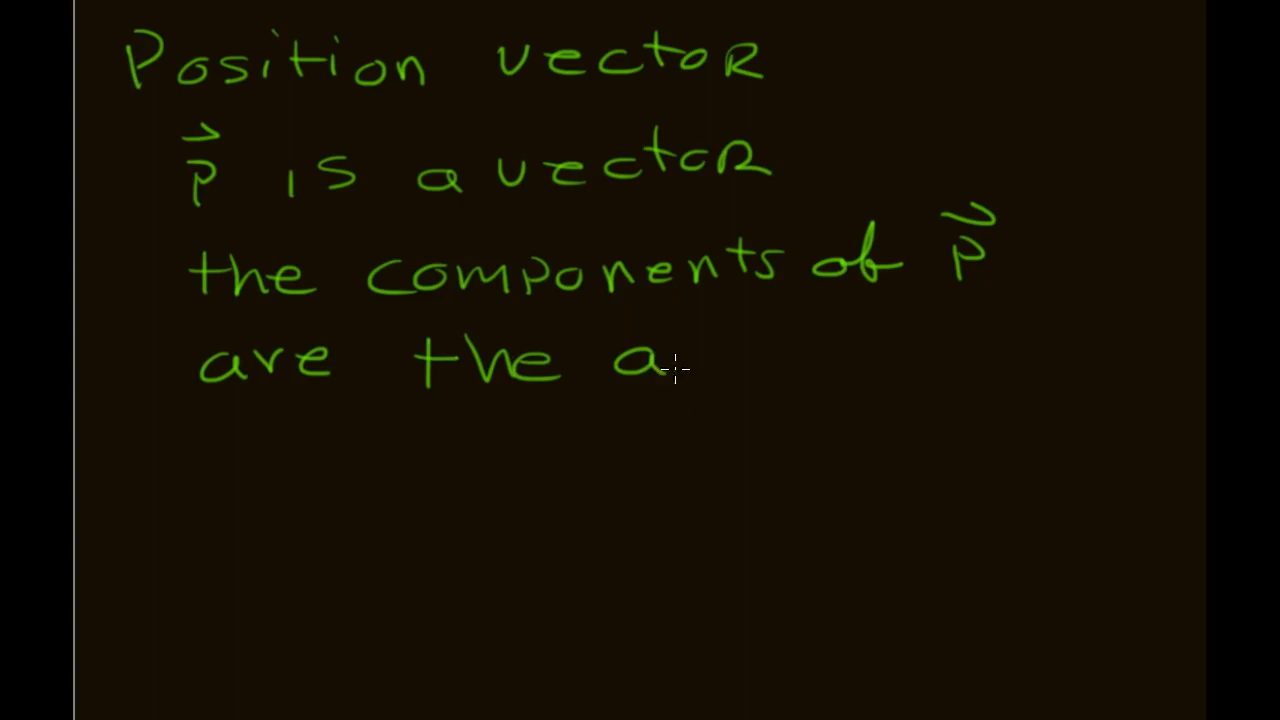 Position vector
p⃗ is a vector
the components of p⃗
are the a